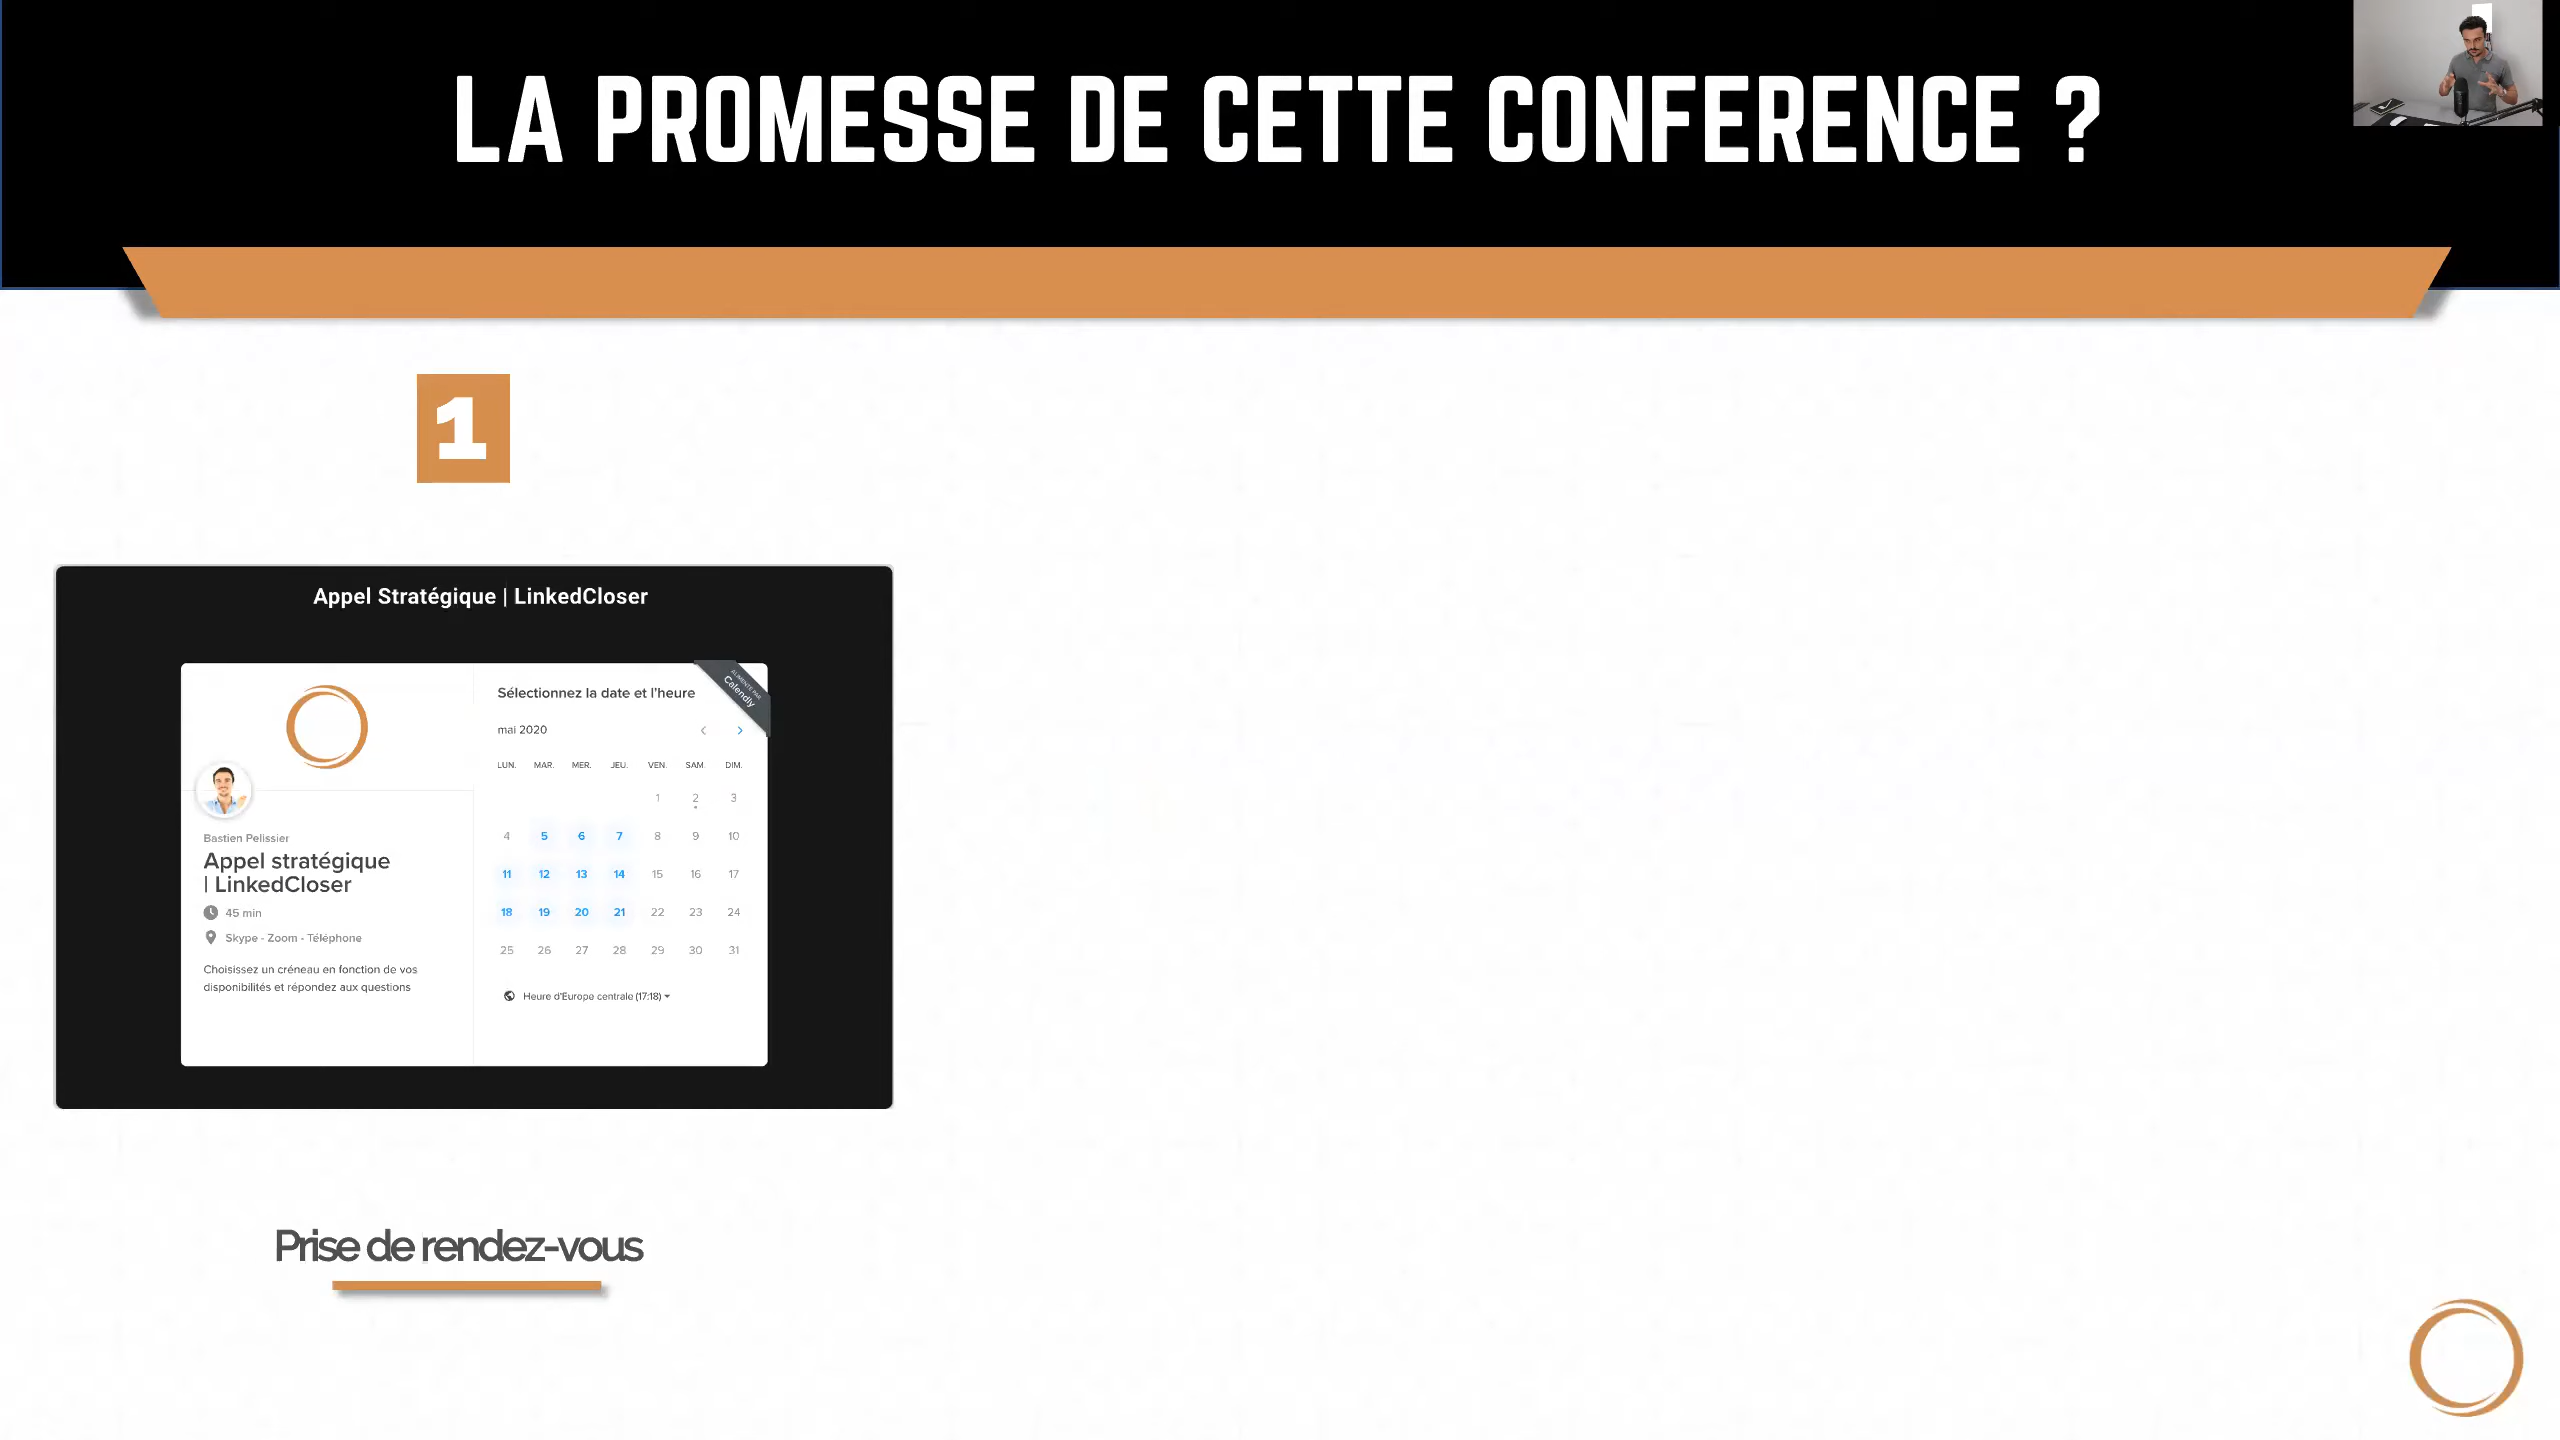 LA PROMESSE DE CETTE CONFERENCE ?
1
Appel Stratégique | LinkedCloser
Bastien Pelissier
Appel stratégique
| LinkedCloser
45 min
Skype - Zoom - Téléphone
Choisissez un créneau en fonction de vos
disponibilités et répondez aux questions
ALIMENTÉ PAR
Calendly
Sélectionnez la date et l'heure
mai 2020
LUN. MAR. MER. JEU. VEN. SAM. DIM.
1 2 3
4 5 6 7 8 9 10
11 12 13 14 15 16 17
18 19 20 21 22 23 24
25 26 27 28 29 30 31
Heure d'Europe centrale (17:18)
Prise de rendez-vous